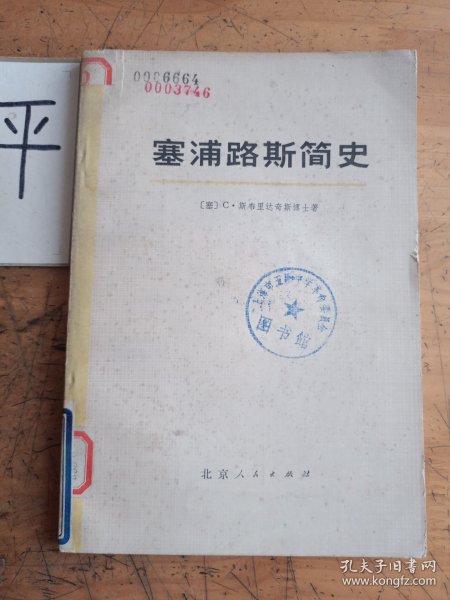 0006664
0003746
平
塞浦路斯简史
〔塞〕C·斯布里达奇斯博士著
图书馆
北京人民出版社
孔夫子旧书网
www.kongfz.com